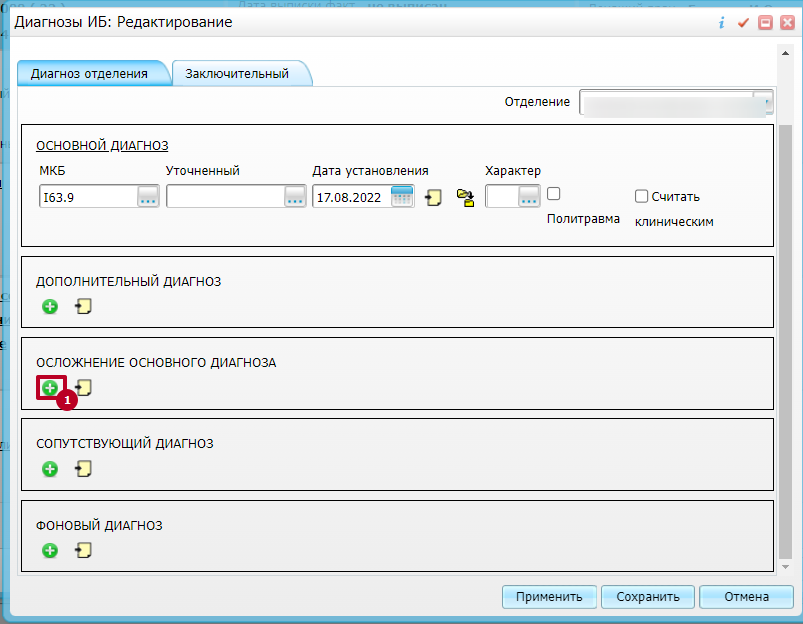 Диагнозы ИБ: Редактирование
Диагноз отделения
Заключительный
Отделение
ОСНОВНОЙ ДИАГНОЗ
МКБ Уточненный Дата установления Характер
I63.9 ... ... 17.08.2022 ... Считать
Политравма клиническим
ДОПОЛНИТЕЛЬНЫЙ ДИАГНОЗ
ОСЛОЖНЕНИЕ ОСНОВНОГО ДИАГНОЗА
1
СОПУТСТВУЮЩИЙ ДИАГНОЗ
ФОНОВЫЙ ДИАГНОЗ
Применить Сохранить Отмена